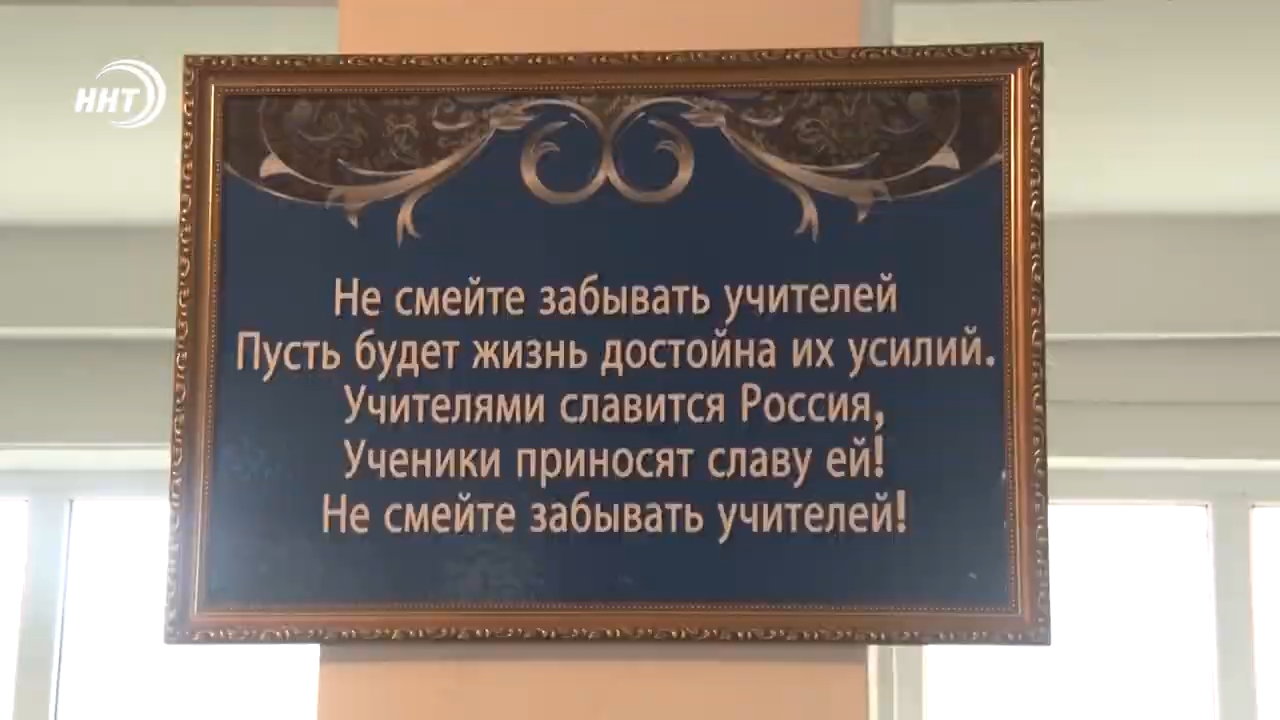 ННТ
Не смейте забывать учителей
Пусть будет жизнь достойна их усилий.
Учителями славится Россия,
Ученики приносят славу ей!
Не смейте забывать учителей!